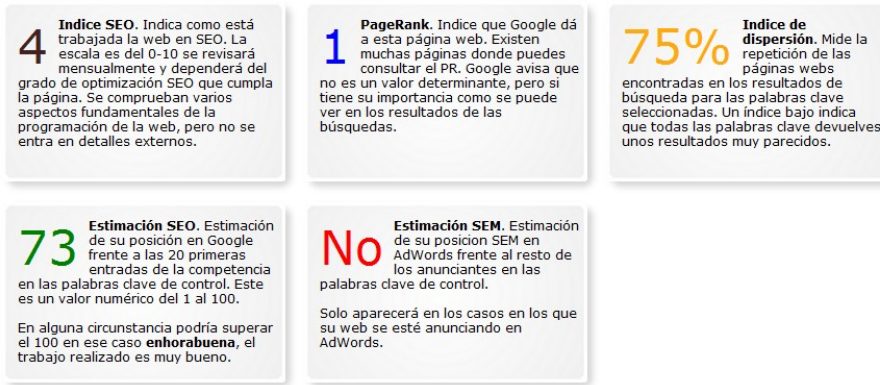 4 Indice SEO. Indica como está
trabajada la web en SEO. La
escala es del 0-10 se revisará
mensualmente y dependerá del
grado de optimización SEO que cumpla
la página. Se comprueban varios
aspectos fundamentales de la
programación de la web, pero no se
entra en detalles externos.
1 PageRank. Indice que Google dá
a esta página web. Existen
muchas páginas donde puedes
consultar el PR. Google avisa que
no es un valor determinante, pero si
tiene su importancia como se puede
ver en los resultados de las
búsquedas.
75% Indice de
dispersión. Mide la
repetición de las
páginas webs
encontradas en los resultados de
búsqueda para las palabras clave
seleccionadas. Un índice bajo indica
que todas las palabras clave devuelves
unos resultados muy parecidos.
73 Estimación SEO. Estimación
de su posición en Google
frente a las 20 primeras
entradas de la competencia
en las palabras clave de control. Este
es un valor numérico del 1 al 100.
En alguna circunstancia podría superar
el 100 en ese caso enhorabuena, el
trabajo realizado es muy bueno.
No Estimación SEM. Estimación
de su posicion SEM en
AdWords frente al resto de
los anunciantes en las
palabras clave de control.
Solo aparecerá en los casos en los que
su web se esté anunciando en
AdWords.